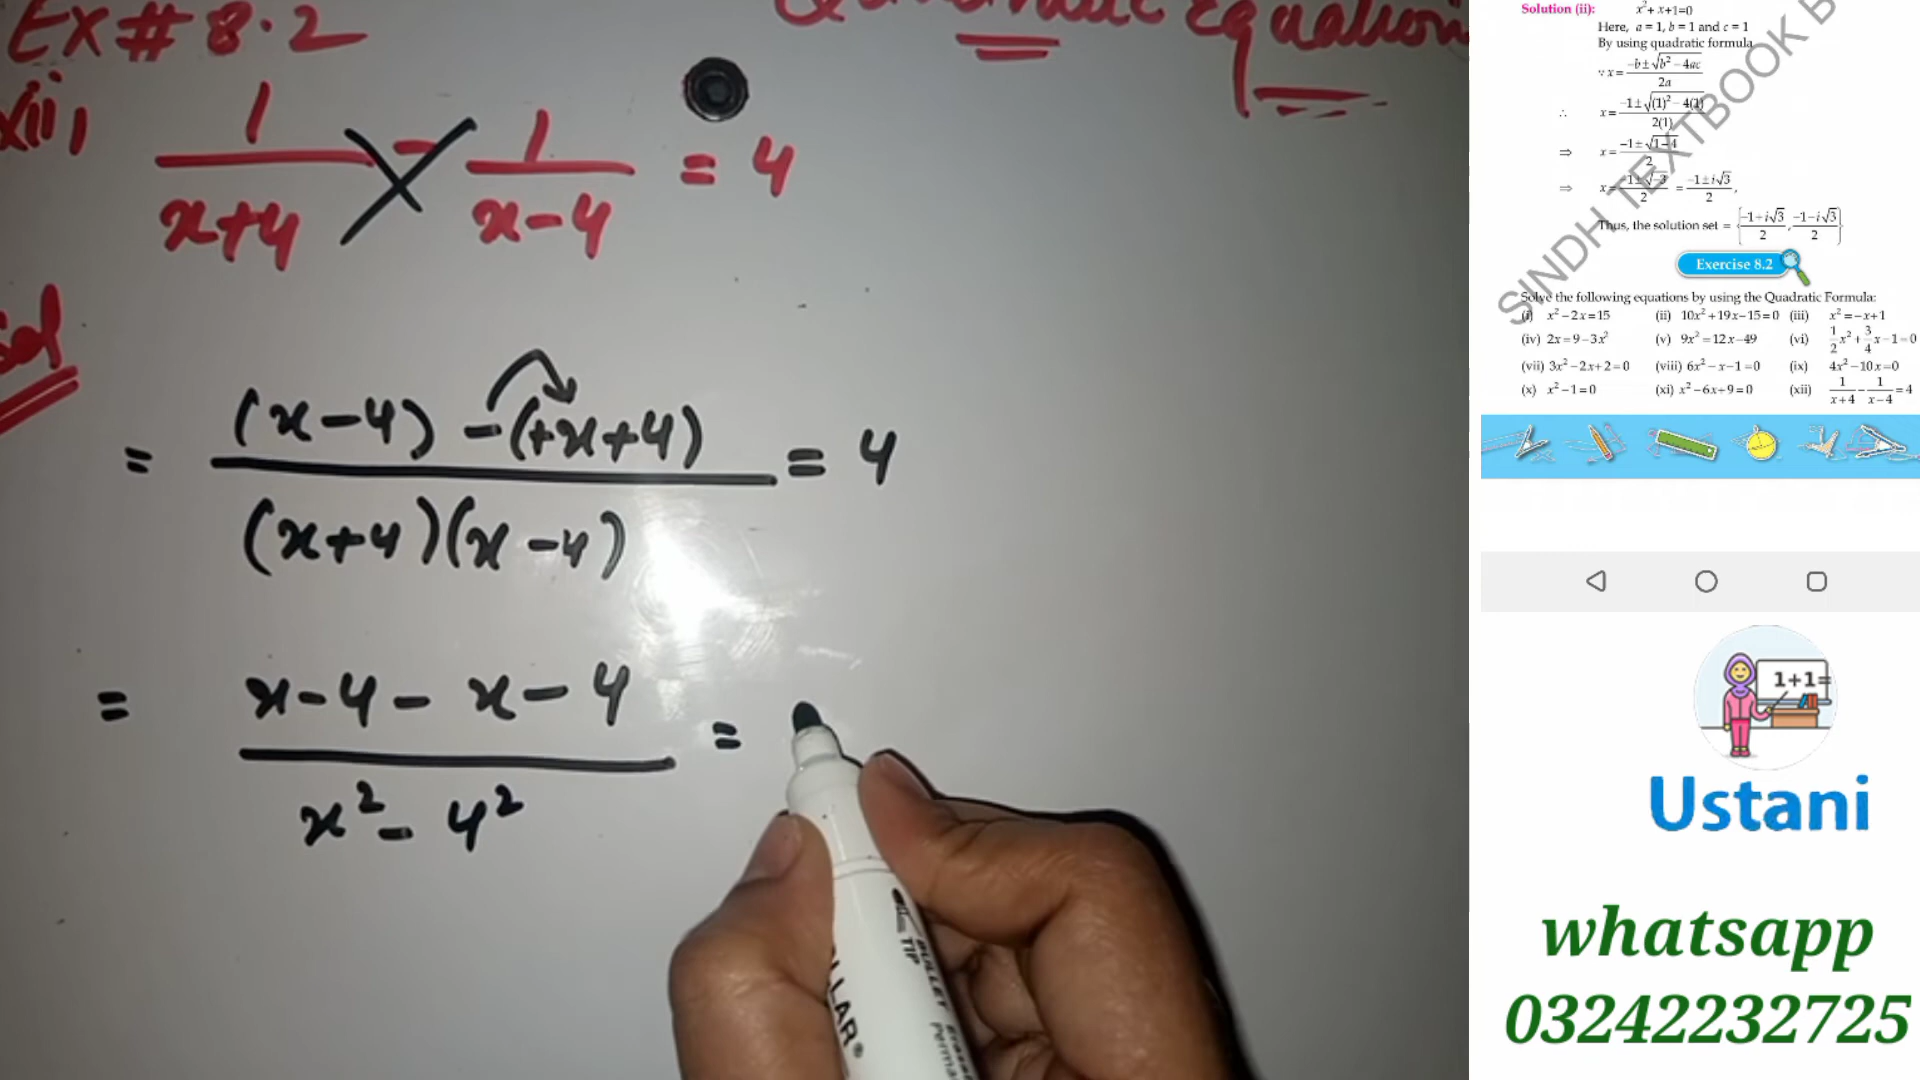 Ex # 8.2
Quadratic Equation
xii, 1/(x+4) - 1/(x-4) = 4
Sol
= ((x-4) -(+x+4))/((x+4)(x-4)) = 4
= (x-4- x-4)/(x²- 4²) =
BULLET TIP
Perma
Solution (ii): x²+x+1=0
Here, a = 1, b = 1 and c = 1
By using quadratic formula
∵ x = (-b±√(b²-4ac))/2a
∴ x = (-1±√((1)²-4(1)))/2(1)
⇒ x = (-1±√(1-4))/2
⇒ x = (-1±√-3)/2 = (-1±i√3)/2,
Thus, the solution set = {(-1+i√3)/2, (-1-i√3)/2}
SINDH TEXTBOOK B
Exercise 8.2
Solve the following equations by using the Quadratic Formula:
(i) x²-2x=15 (ii) 10x²+19x-15=0 (iii) x²=-x+1
(iv) 2x=9-3x² (v) 9x²=12x-49 (vi) 1/2x²+3/4x-1=0
(vii) 3x²-2x+2=0 (viii) 6x²-x-1=0 (ix) 4x²-10x=0
(x) x²-1=0 (xi) x²-6x+9=0 (xii) 1/(x+4)-1/(x-4)=4
1+1=
Ustani
whatsapp
03242232725